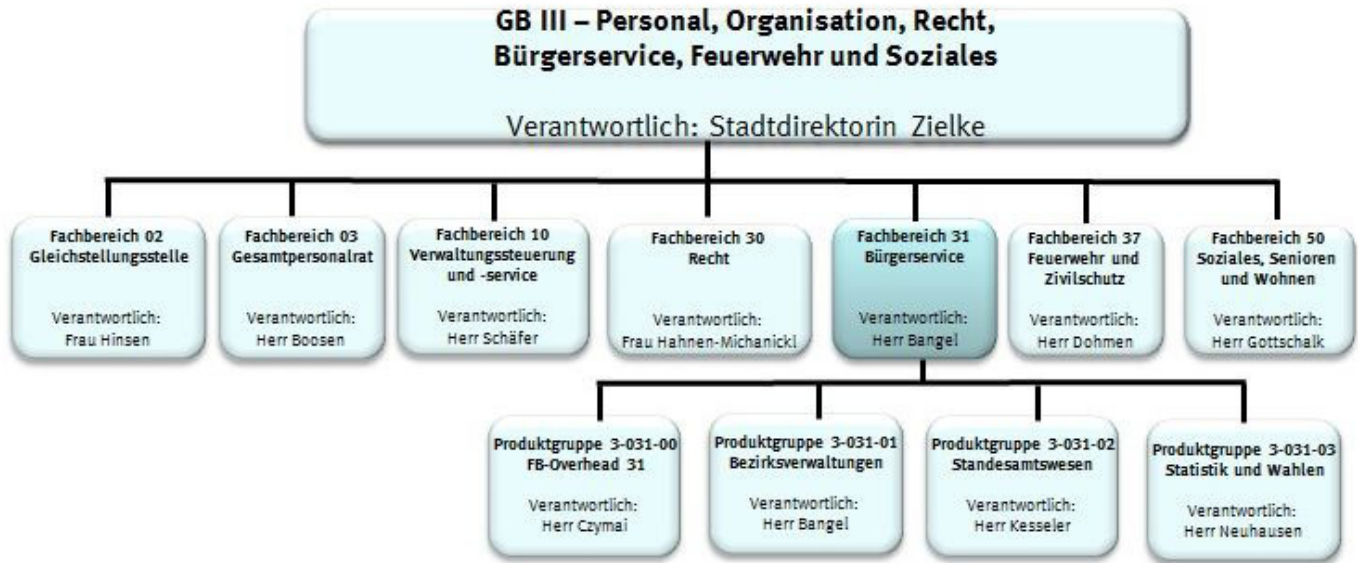 GB III – Personal, Organisation, Recht,
Bürgerservice, Feuerwehr und Soziales
Verantwortlich: Stadtdirektorin Zielke
Fachbereich 02
Gleichstellungsstelle
Verantwortlich:
Frau Hinsen
Fachbereich 03
Gesamtpersonalrat
Verantwortlich:
Herr Boosen
Fachbereich 10
Verwaltungssteuerung
und -service
Verantwortlich:
Herr Schäfer
Fachbereich 30
Recht
Verantwortlich:
Frau Hahnen-Michanickl
Fachbereich 31
Bürgerservice
Verantwortlich:
Herr Bangel
Fachbereich 37
Feuerwehr und
Zivilschutz
Verantwortlich:
Herr Dohmen
Fachbereich 50
Soziales, Senioren
und Wohnen
Verantwortlich:
Herr Gottschalk
Produktgruppe 3-031-00
FB-Overhead 31
Verantwortlich:
Herr Czymai
Produktgruppe 3-031-01
Bezirksverwaltungen
Verantwortlich:
Herr Bangel
Produktgruppe 3-031-02
Standesamtswesen
Verantwortlich:
Herr Kesseler
Produktgruppe 3-031-03
Statistik und Wahlen
Verantwortlich:
Herr Neuhausen